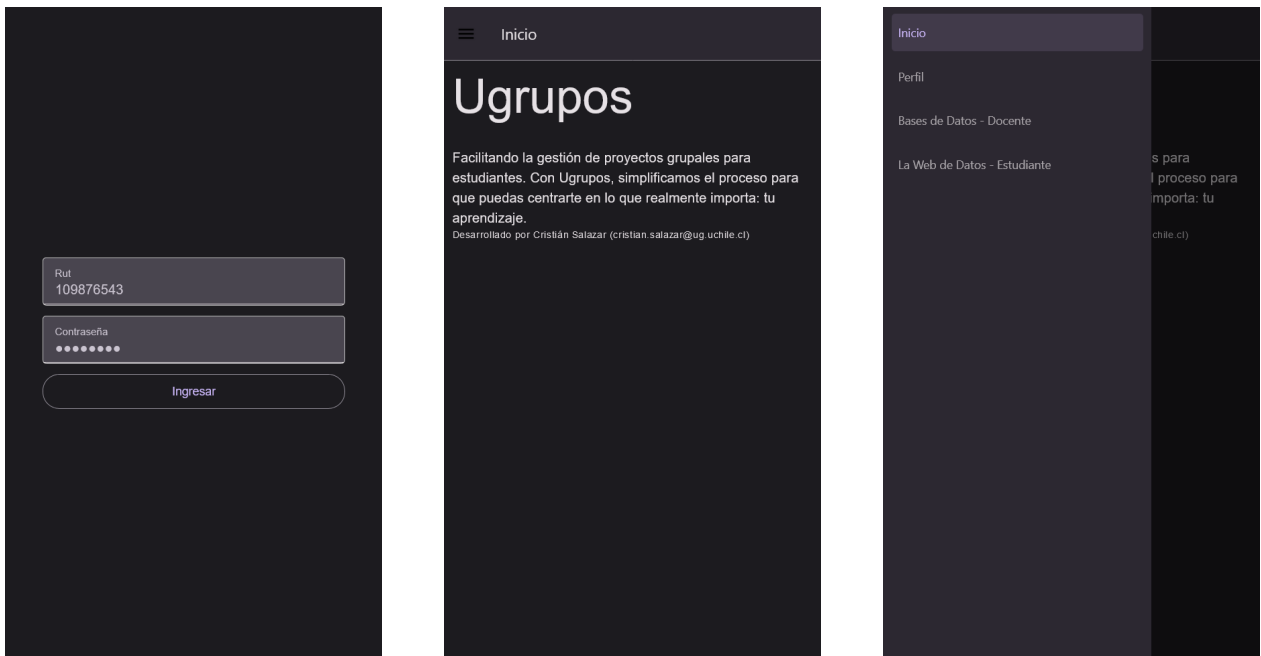 Rut
109876543
Contraseña
●●●●●●●●
Ingresar
Inicio
Ugrupos
Facilitando la gestión de proyectos grupales para
estudiantes. Con Ugrupos, simplificamos el proceso para
que puedas centrarte en lo que realmente importa: tu
aprendizaje.
Desarrollado por Cristián Salazar (cristian.salazar@ug.uchile.cl)
Inicio
Perfil
Bases de Datos - Docente
La Web de Datos - Estudiante
s para
l proceso para
importa: tu
chile.cl)